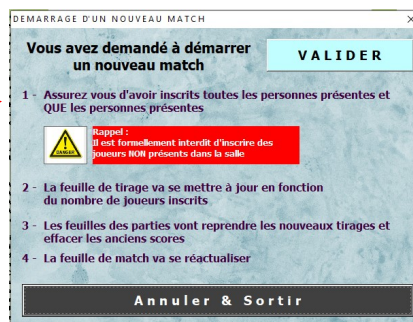 DEMARRAGE D'UN NOUVEAU MATCH
Vous avez demandé à démarrer
un nouveau match
VALIDER
1 - Assurez vous d'avoir inscrits toutes les personnes présentes et
QUE les personnes présentes
DANGER
Rappel :
Il est formellement interdit d'inscrire des
joueurs NON présents dans la salle
2 - La feuille de tirage va se mettre à jour en fonction
du nombre de joueurs inscrits
3 - Les feuilles des parties vont reprendre les nouveaux tirages et
effacer les anciens scores
4 - La feuille de match va se réactualiser
Annuler & Sortir